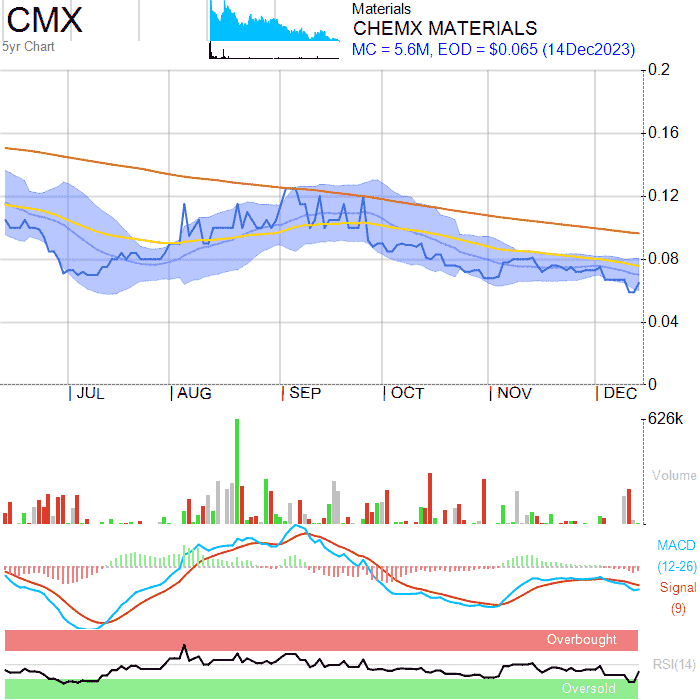 CMX
5yr Chart
Materials
CHEMX MATERIALS
MC = 5.6M, EOD = $0.065 (14Dec2023)
0.2
0.16
0.12
0.08
0.04
0
JUL AUG SEP OCT NOV DEC
626k
Volume
MACD
(12-26)
Signal
(9)
Overbought
RSI(14)
Oversold